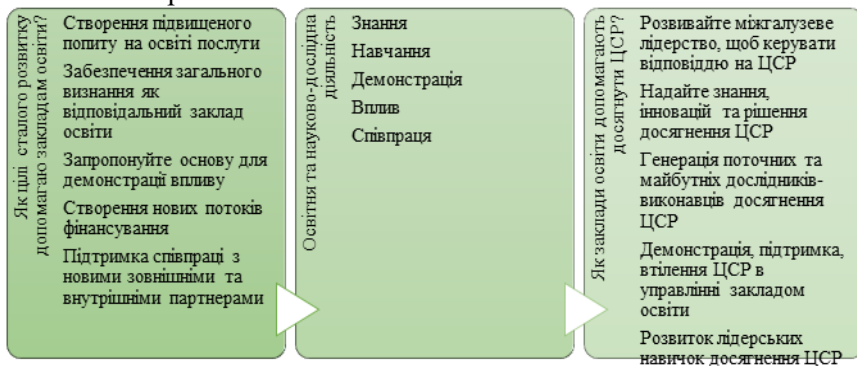 Як цілі сталого розвитку
допомагаю закладам освіти?
Створення підвищеного
попиту на освіті послуги
Забезпечення загального
визнання як
відповідальний заклад
освіти
Запропонуйте основу для
демонстрації впливу
Створення нових потоків
фінансування
Підтримка співпраці з
новими зовнішніми та
внутрішніми партнерами
Освітня та науково-дослідна
діяльність
Знання
Навчання
Демонстрація
Вплив
Співпраця
Як заклади освіти допомагають
досягнути ЦСР?
Розвивайте міжгалузеве
лідерство, щоб керувати
відповіддю на ЦСР
Надайте знання,
інновацій та рішення
досягнення ЦСР
Генерація поточних та
майбутніх дослідників-
виконавців досягнення
ЦСР
Демонстрація, підтримка,
втілення ЦСР в
управлінні закладом
освіти
Розвиток лідерських
навичок досягнення ЦСР